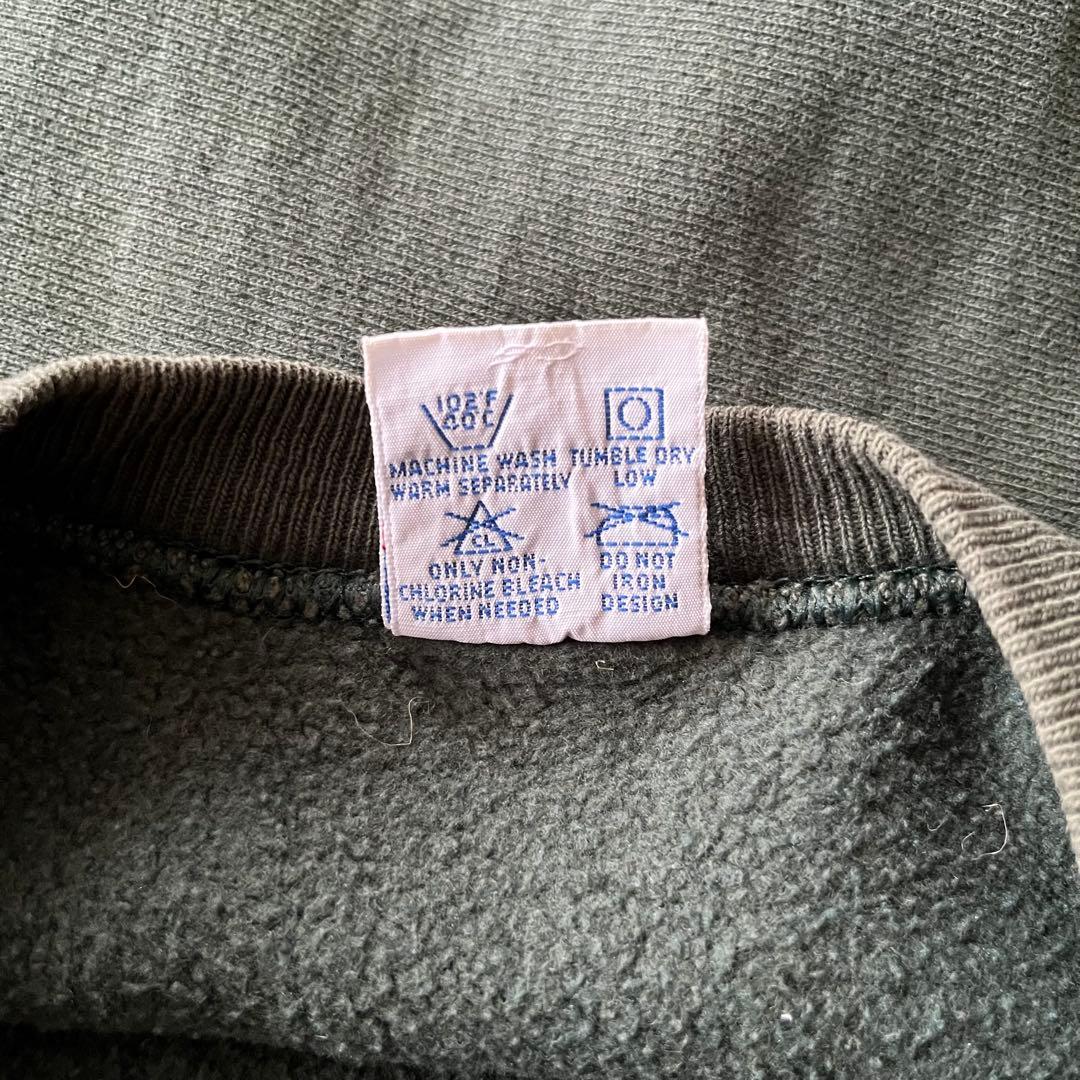 102°F
40°C
MACHINE WASH
WARM SEPARATELY
TUMBLE DRY
LOW
CL
ONLY NON-
CHLORINE BLEACH
WHEN NEEDED
DO NOT
IRON
DESIGN